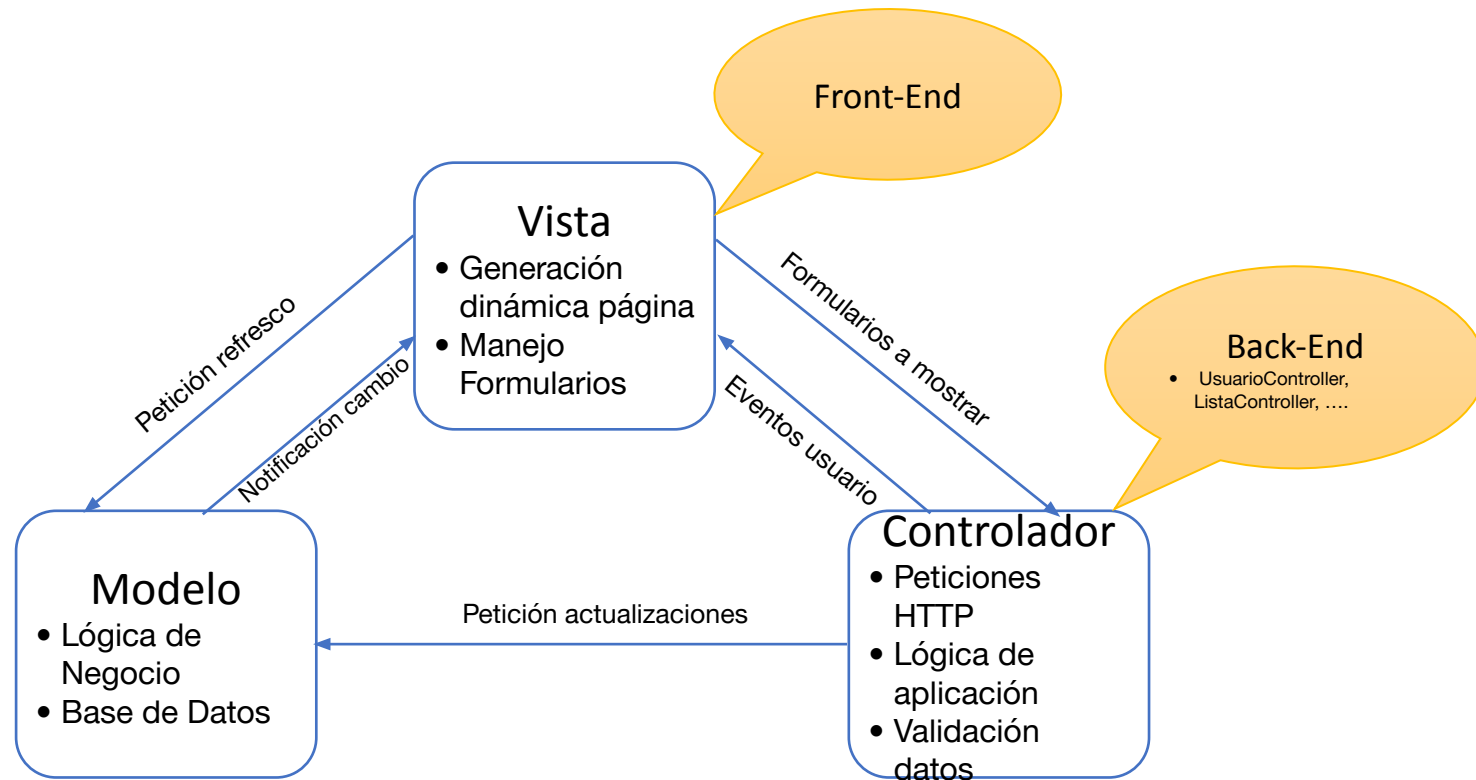 Front-End
Vista
• Generación
dinámica página
• Manejo
Formularios
Petición refresco
Notificación cambio
Formularios a mostrar
Eventos usuario
Back-End
• UsuarioController,
ListaController, ....
Modelo
• Lógica de
Negocio
• Base de Datos
Petición actualizaciones
Controlador
• Peticiones
HTTP
• Lógica de
aplicación
• Validación
datos